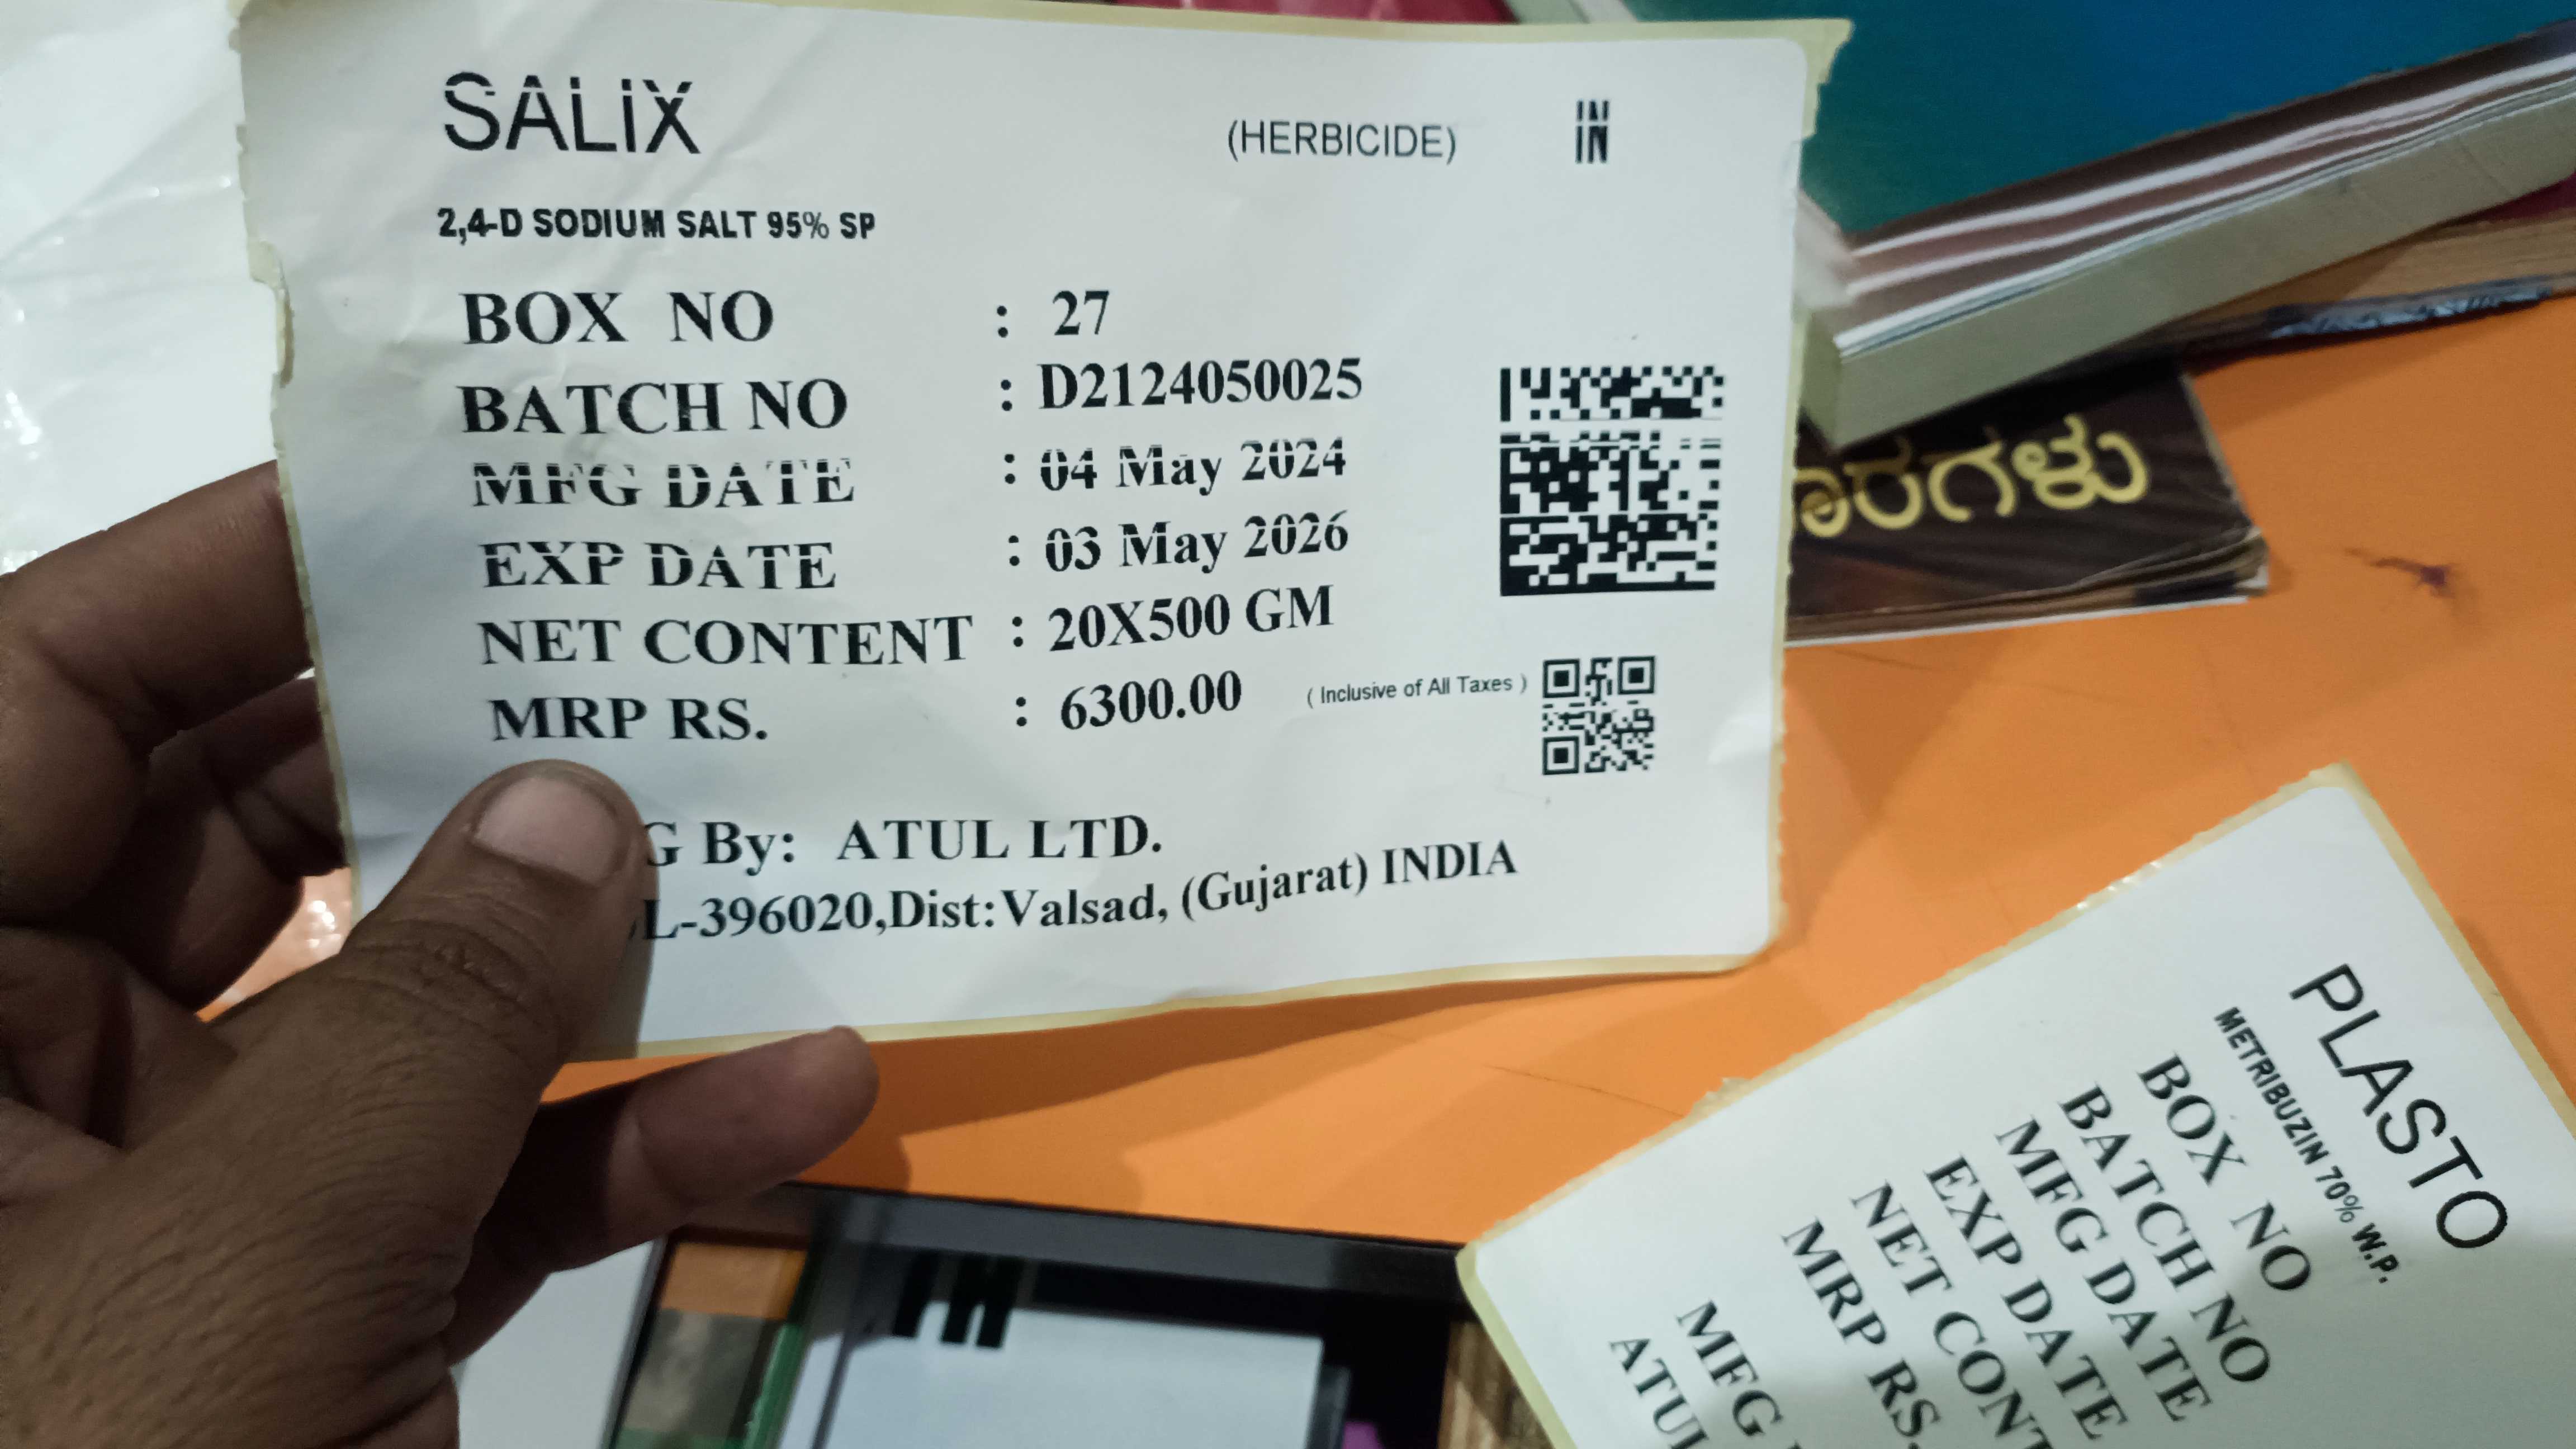 SALIX (HERBICIDE) IN
2,4-D SODIUM SALT 95% SP
BOX NO : 27
BATCH NO : D2124050025
MFG DATE : 04 May 2024
EXP DATE : 03 May 2026
NET CONTENT : 20X500 GM
MRP RS. : 6300.00 ( Inclusive of All Taxes )
G By: ATUL LTD.
L-396020,Dist: Valsad, (Gujarat) INDIA
PLASTO
METRIBUZIN 70% W.P.
BOX NO
BATCH NO
MFG DATE
EXP DATE
NET CONT
MRP RS.
MFG
ATUL